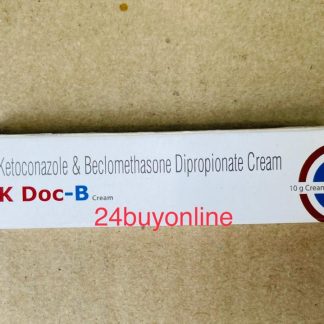 Ketoconazole & Beclomethasone Dipropionate Cream
K Doc-B Cream
10 g Cream
24buyonline